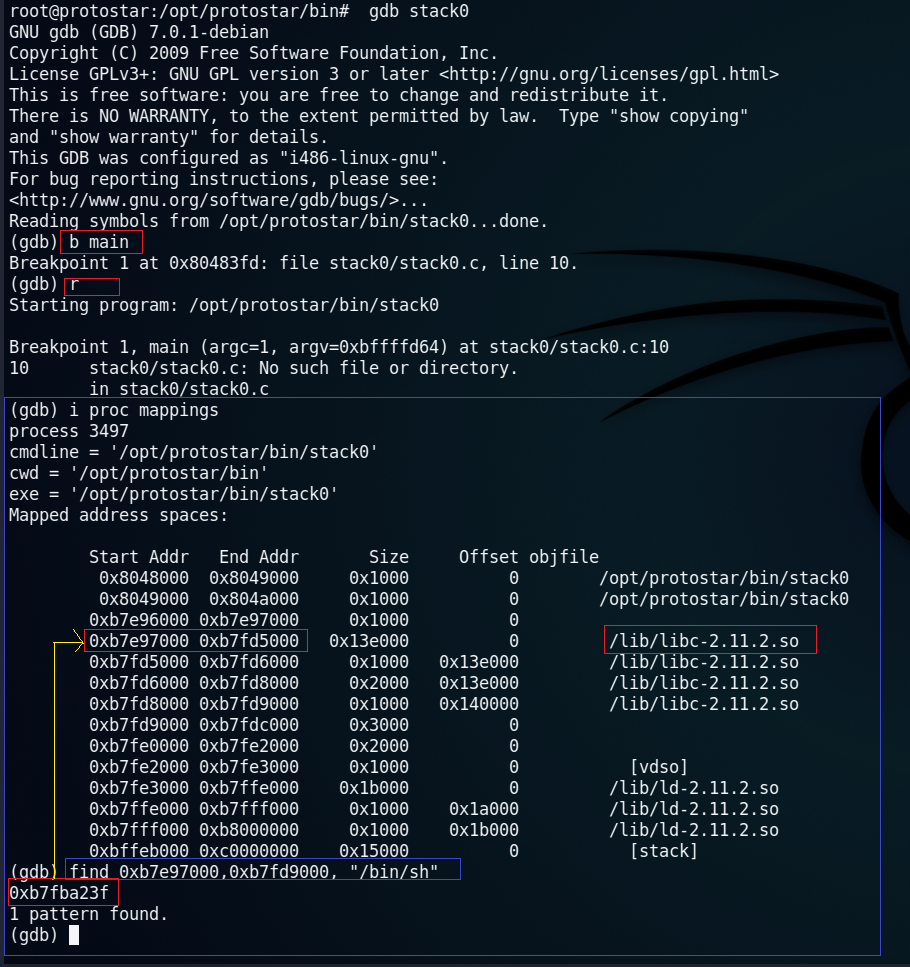 root@protostar:/opt/protostar/bin#  gdb stack0
GNU gdb (GDB) 7.0.1-debian
Copyright (C) 2009 Free Software Foundation, Inc.
License GPLv3+: GNU GPL version 3 or later <http://gnu.org/licenses/gpl.html>
This is free software: you are free to change and redistribute it.
There is NO WARRANTY, to the extent permitted by law.  Type "show copying"
and "show warranty" for details.
This GDB was configured as "i486-linux-gnu".
For bug reporting instructions, please see:
<http://www.gnu.org/software/gdb/bugs/>...
Reading symbols from /opt/protostar/bin/stack0...done.
(gdb) b main
Breakpoint 1 at 0x80483fd: file stack0/stack0.c, line 10.
(gdb) r
Starting program: /opt/protostar/bin/stack0
Breakpoint 1, main (argc=1, argv=0xbffffd64) at stack0/stack0.c:10
10      stack0/stack0.c: No such file or directory.
        in stack0/stack0.c
(gdb) i proc mappings
process 3497
cmdline = '/opt/protostar/bin/stack0'
cwd = '/opt/protostar/bin'
exe = '/opt/protostar/bin/stack0'
Mapped address spaces:
        Start Addr   End Addr       Size     Offset objfile
         0x8048000  0x8049000     0x1000          0        /opt/protostar/bin/stack0
         0x8049000  0x804a000     0x1000          0        /opt/protostar/bin/stack0
        0xb7e96000 0xb7e97000     0x1000          0
        0xb7e97000 0xb7fd5000   0x13e000          0         /lib/libc-2.11.2.so
        0xb7fd5000 0xb7fd6000     0x1000   0x13e000         /lib/libc-2.11.2.so
        0xb7fd6000 0xb7fd8000     0x2000   0x13e000         /lib/libc-2.11.2.so
        0xb7fd8000 0xb7fd9000     0x1000   0x140000         /lib/libc-2.11.2.so
        0xb7fd9000 0xb7fdc000     0x3000          0
        0xb7fe0000 0xb7fe2000     0x2000          0
        0xb7fe2000 0xb7fe3000     0x1000          0           [vdso]
        0xb7fe3000 0xb7ffe000    0x1b000          0         /lib/ld-2.11.2.so
        0xb7ffe000 0xb7fff000     0x1000    0x1a000         /lib/ld-2.11.2.so
        0xb7fff000 0xb8000000     0x1000    0x1b000         /lib/ld-2.11.2.so
        0xbffeb000 0xc0000000    0x15000          0           [stack]
(gdb) find 0xb7e97000,0xb7fd9000, "/bin/sh"
0xb7fba23f
1 pattern found.
(gdb)